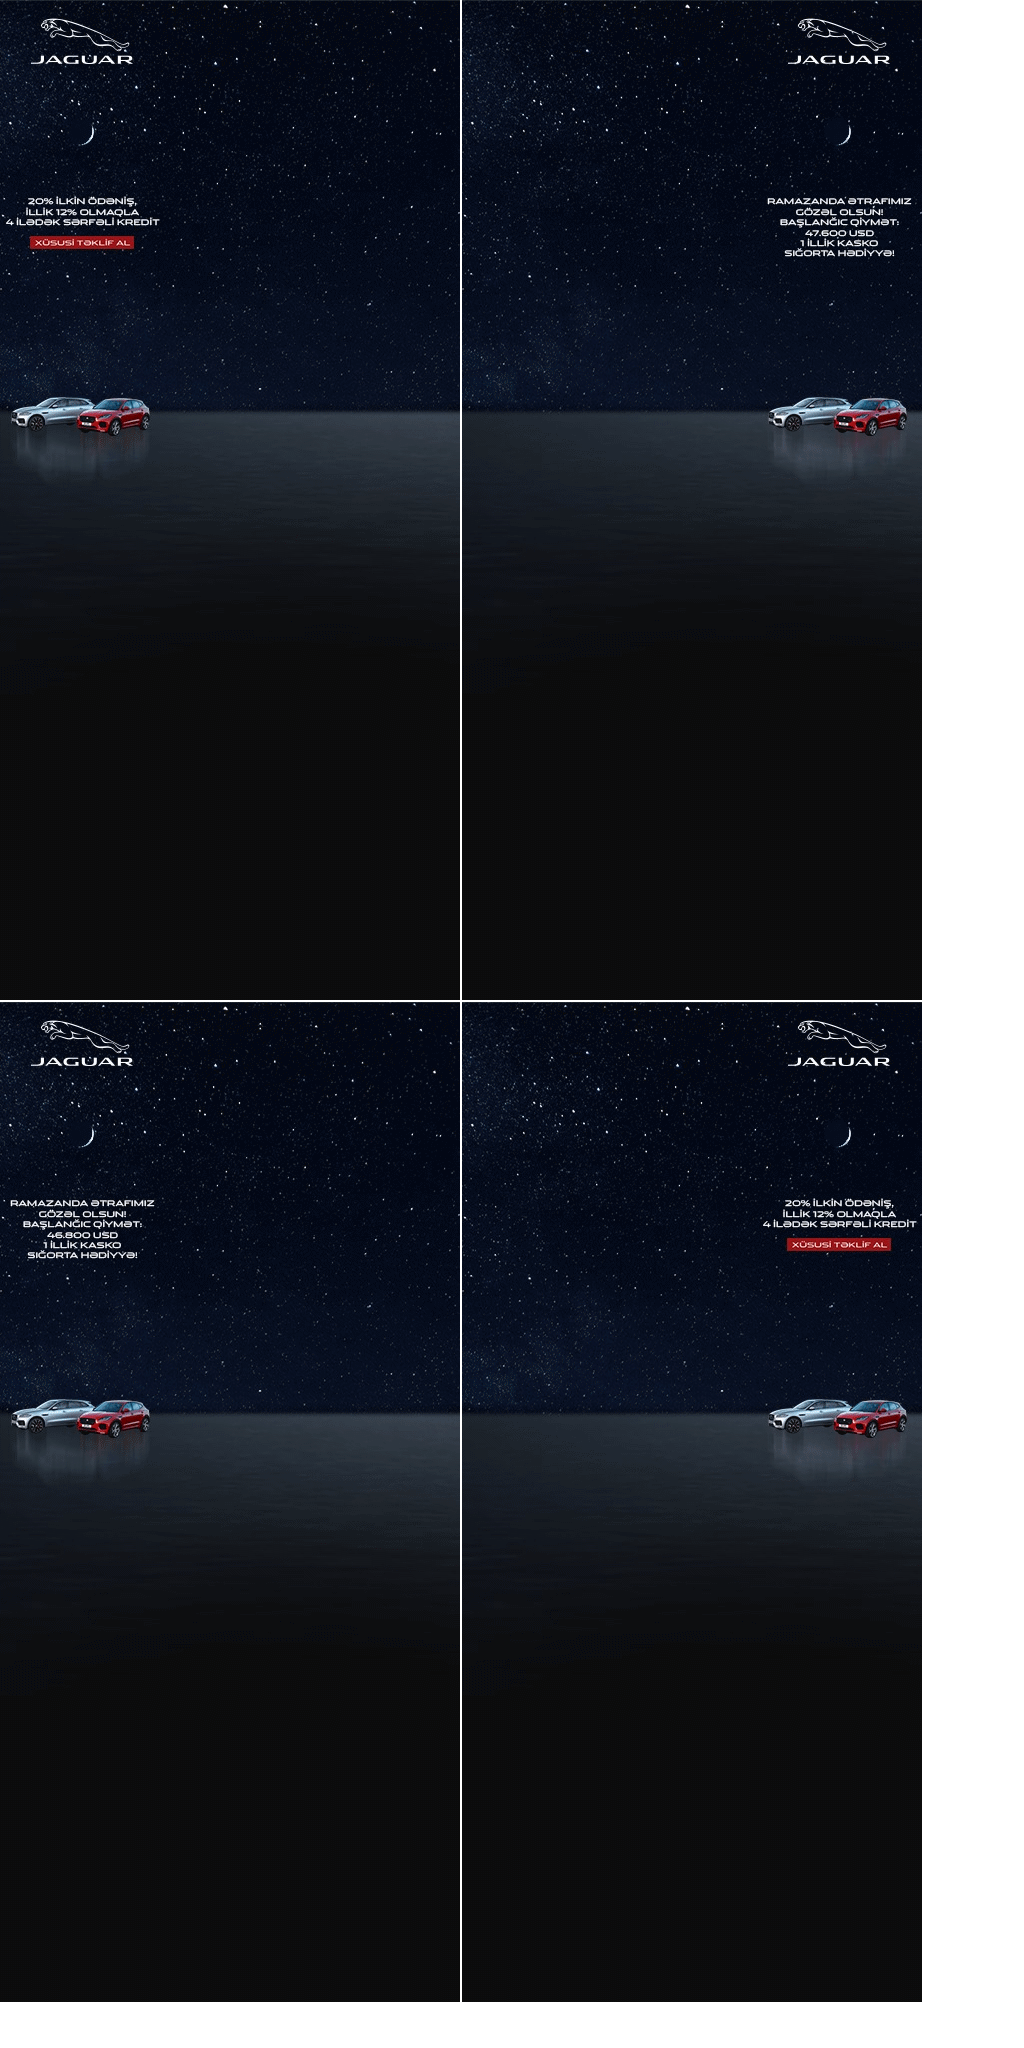 JAGUAR
20% İLKİN ÖDƏNİŞ,
İLLİK 12% OLMAQLA
4 İLƏDƏK SƏRFƏLİ KREDİT
XÜSUSİ TƏKLİF AL
JAGUAR
RAMAZANDA ƏTRAFIMIZ
GÖZƏL OLSUN!
BAŞLANĞIC QİYMƏT:
47.600 USD
1 İLLİK KASKO
SIĞORTA HƏDİYYƏ!
JAGUAR
RAMAZANDA ƏTRAFIMIZ
GÖZƏL OLSUN!
BAŞLANĞIC QİYMƏT:
46.800 USD
1 İLLİK KASKO
SIĞORTA HƏDİYYƏ!
JAGUAR
20% İLKİN ÖDƏNİŞ,
İLLİK 12% OLMAQLA
4 İLƏDƏK SƏRFƏLİ KREDİT
XÜSUSİ TƏKLİF AL